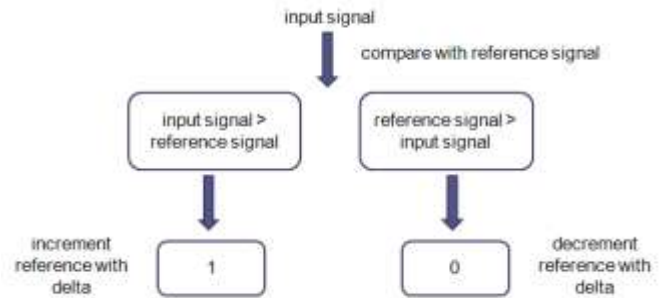 input signal
compare with reference signal
input signal >
reference signal
reference signal >
input signal
increment
reference with
delta
1
0
decrement
reference with
delta